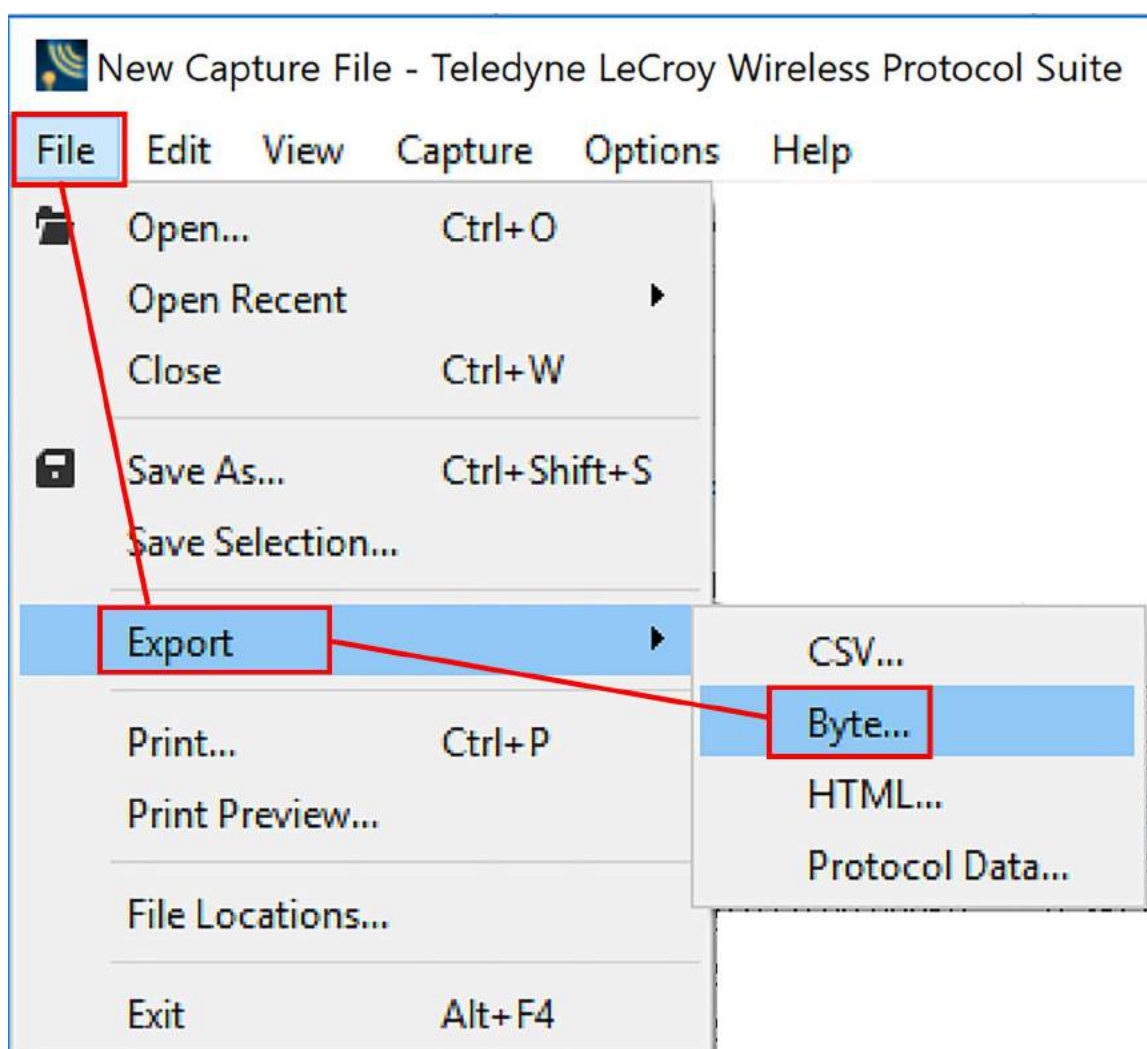 New Capture File - Teledyne LeCroy Wireless Protocol Suite
File Edit View Capture Options Help
Open... Ctrl+O
Open Recent
Close Ctrl+W
Save As... Ctrl+Shift+S
Save Selection...
Export
CSV...
Byte...
HTML...
Protocol Data...
Print... Ctrl+P
Print Preview...
File Locations...
Exit Alt+F4